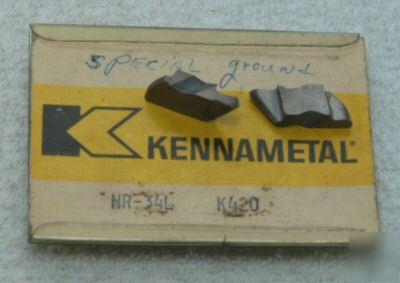 SPECIAL ground
KENNAMETAL®
NR-34L K420